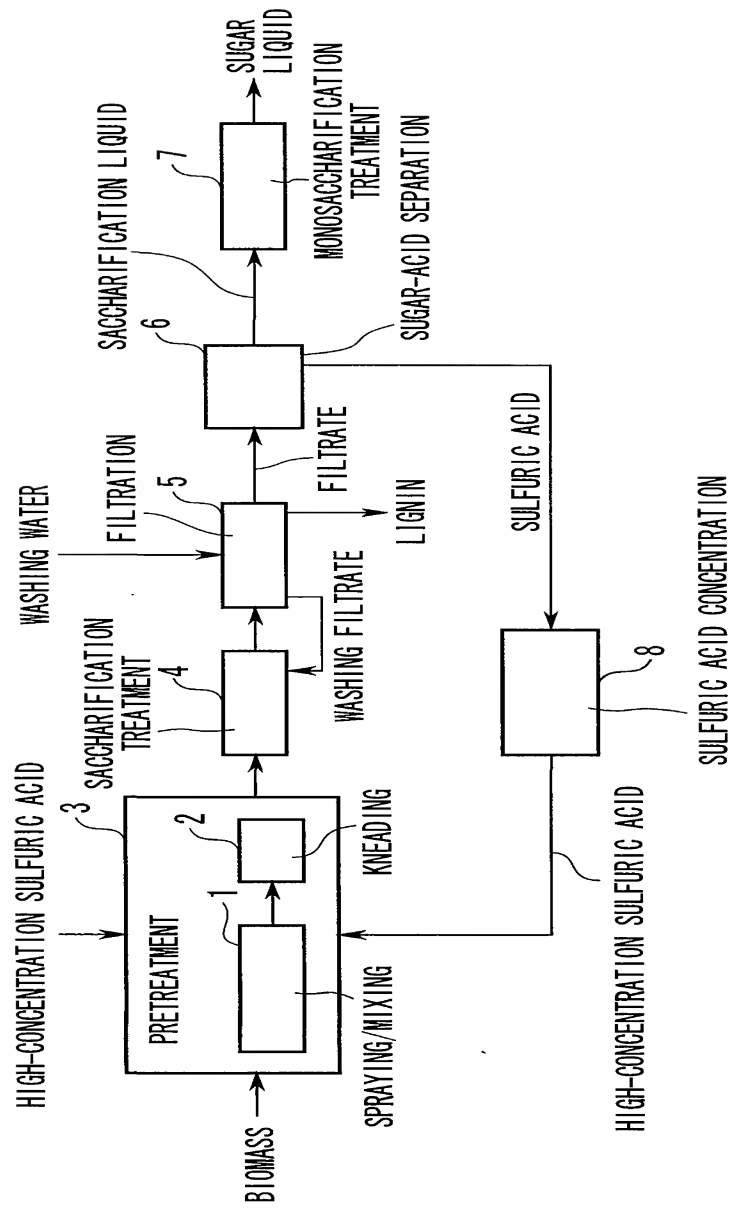 HIGH-CONCENTRATION SULFURIC ACID
3
PRETREATMENT
1
2
SPRAYING/MIXING
KNEADING
BIOMASS
SACCHARIFICATION
TREATMENT
4
WASHING WATER
FILTRATION
5
WASHING FILTRATE
LIGNIN
FILTRATE
SACCHARIFICATION LIQUID
6
SUGAR-ACID SEPARATION
7
MONOSACCHARIFICATION
TREATMENT
SUGAR
LIQUID
SULFURIC ACID
8
SULFURIC ACID CONCENTRATION
HIGH-CONCENTRATION SULFURIC ACID